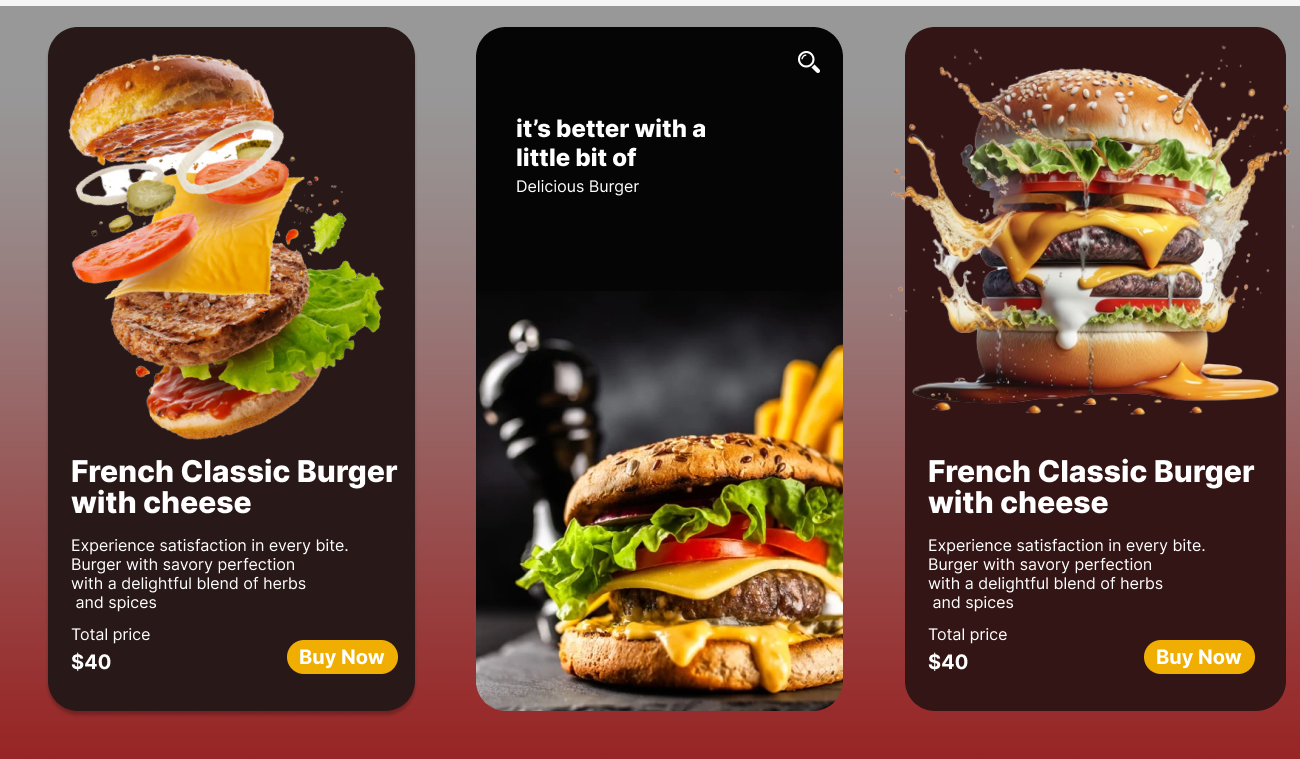 French Classic Burger
with cheese
Experience satisfaction in every bite.
Burger with savory perfection
with a delightful blend of herbs
and spices
Total price
$40
Buy Now
it’s better with a
little bit of
Delicious Burger
French Classic Burger
with cheese
Experience satisfaction in every bite.
Burger with savory perfection
with a delightful blend of herbs
and spices
Total price
$40
Buy Now